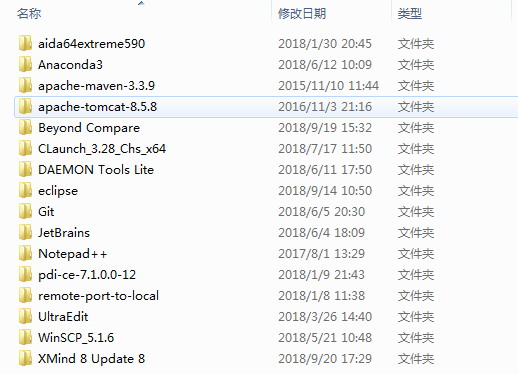 名称 修改日期 类型
aida64extreme590 2018/1/30 20:45 文件夹
Anaconda3 2018/6/12 10:09 文件夹
apache-maven-3.3.9 2015/11/10 11:44 文件夹
apache-tomcat-8.5.8 2016/11/3 21:16 文件夹
Beyond Compare 2018/9/19 15:32 文件夹
CLaunch_3.28_Chs_x64 2018/7/17 11:50 文件夹
DAEMON Tools Lite 2018/6/11 17:50 文件夹
eclipse 2018/9/14 10:50 文件夹
Git 2018/6/5 20:30 文件夹
JetBrains 2018/6/4 18:09 文件夹
Notepad++ 2017/8/1 13:29 文件夹
pdi-ce-7.1.0.0-12 2018/1/9 21:43 文件夹
remote-port-to-local 2018/1/8 11:38 文件夹
UltraEdit 2018/3/26 14:40 文件夹
WinSCP_5.1.6 2018/5/21 10:48 文件夹
XMind 8 Update 8 2018/9/20 17:29 文件夹